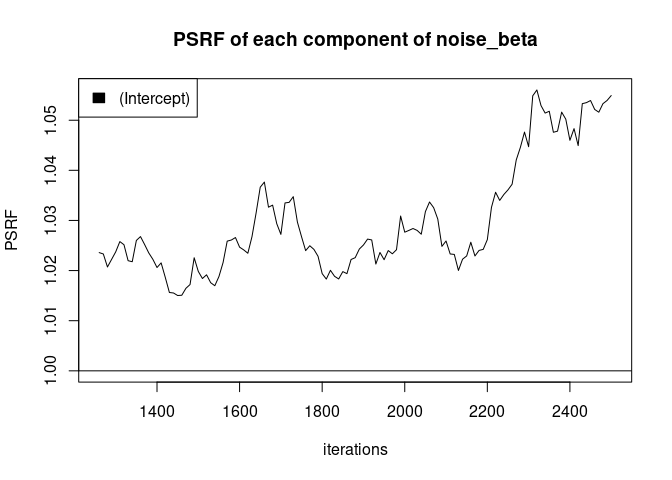 PSRF of each component of noise_beta
(Intercept)
PSRF
1.05
1.04
1.03
1.02
1.01
1.00
1400 1600 1800 2000 2200 2400
iterations